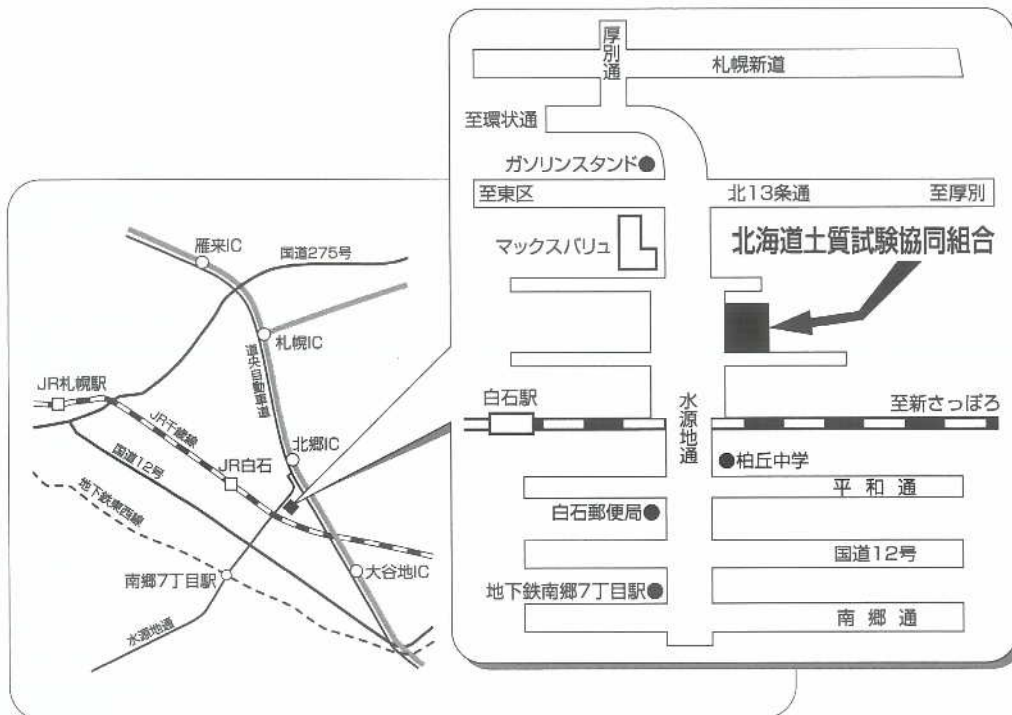 雁来IC
国道275号
札幌IC
道央自動車道
JR札幌駅
JR千歳線
国道12号
北郷IC
JR白石
地下鉄東西線
南郷7丁目駅
大谷地IC
水源地通
厚別通
札幌新道
至環状通
ガソリンスタンド
至東区
北13条通
至厚別
マックスバリュ
北海道土質試験協同組合
白石駅
水源地通
至新さっぽろ
柏丘中学
平和通
白石郵便局
国道12号
地下鉄南郷7丁目駅
南郷通